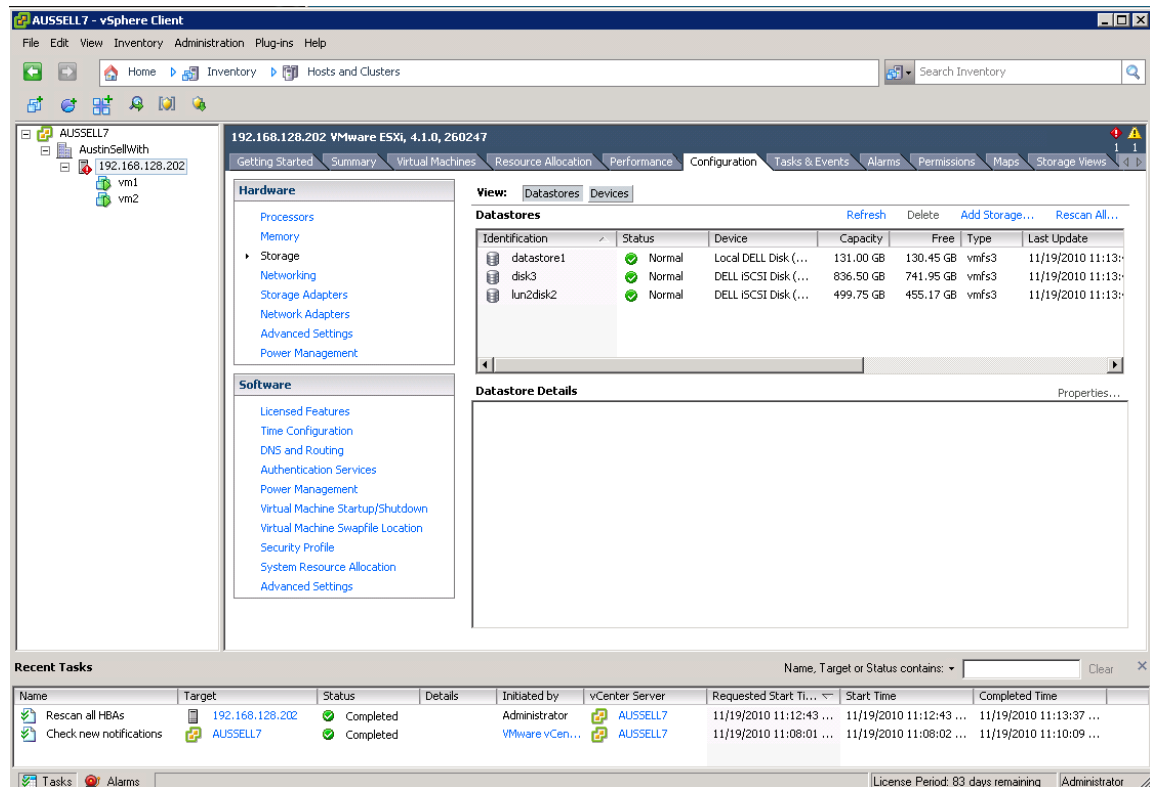 AUSSELL7 - vSphere Client
File Edit View Inventory Administration Plug-ins Help
Home Inventory Hosts and Clusters
Search Inventory
AUSSELL7
AustinSellWith
192.168.128.202
vm1
vm2
192.168.128.202 VMware ESXi, 4.1.0, 260247
1 1
Getting Started Summary Virtual Machines Resource Allocation Performance Configuration Tasks & Events Alarms Permissions Maps Storage Views
Hardware
Processors
Memory
Storage
Networking
Storage Adapters
Network Adapters
Advanced Settings
Power Management
Software
Licensed Features
Time Configuration
DNS and Routing
Authentication Services
Power Management
Virtual Machine Startup/Shutdown
Virtual Machine Swapfile Location
Security Profile
System Resource Allocation
Advanced Settings
View: Datastores Devices
Datastores Refresh Delete Add Storage... Rescan All...
Identification Status Device Capacity Free Type Last Update
datastore1 Normal Local DELL Disk (... 131.00 GB 130.45 GB vmfs3 11/19/2010 11:13:
disk3 Normal DELL iSCSI Disk (... 836.50 GB 741.95 GB vmfs3 11/19/2010 11:13:
lun2disk2 Normal DELL iSCSI Disk (... 499.75 GB 455.17 GB vmfs3 11/19/2010 11:13:
Datastore Details Properties...
Recent Tasks Name, Target or Status contains: Clear
Name Target Status Details Initiated by vCenter Server Requested Start Ti... Start Time Completed Time
Rescan all HBAs 192.168.128.202 Completed Administrator AUSSELL7 11/19/2010 11:12:43 ... 11/19/2010 11:12:43 ... 11/19/2010 11:13:37 ...
Check new notifications AUSSELL7 Completed VMware vCen... AUSSELL7 11/19/2010 11:08:01 ... 11/19/2010 11:08:02 ... 11/19/2010 11:10:09 ...
Tasks Alarms License Period: 83 days remaining Administrator